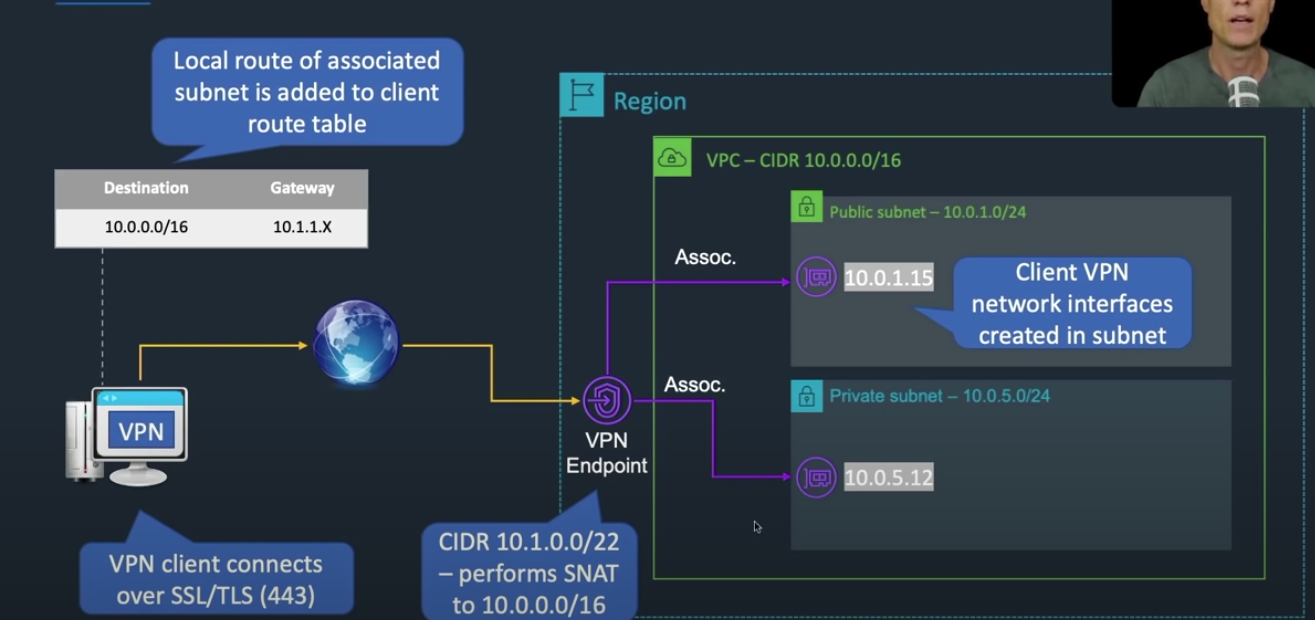 Local route of associated
subnet is added to client
route table
Destination Gateway
10.0.0.0/16 10.1.1.X
VPN
VPN client connects
over SSL/TLS (443)
VPN
Endpoint
CIDR 10.1.0.0/22
– performs SNAT
to 10.0.0.0/16
Region
VPC – CIDR 10.0.0.0/16
Assoc.
Public subnet – 10.0.1.0/24
10.0.1.15
Client VPN
network interfaces
created in subnet
Assoc.
Private subnet – 10.0.5.0/24
10.0.5.12